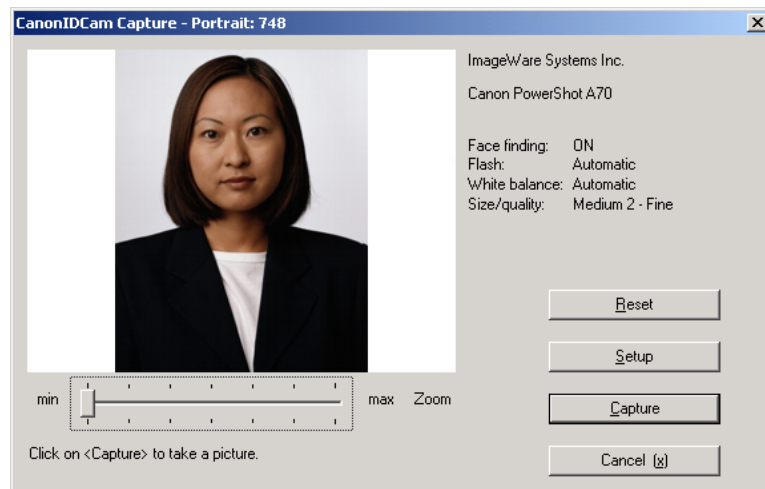 CanonIDCam Capture - Portrait: 748
ImageWare Systems Inc.
Canon PowerShot A70
Face finding: ON
Flash: Automatic
White balance: Automatic
Size/quality: Medium 2 - Fine
Reset
Setup
min max Zoom
Capture
Click on <Capture> to take a picture.
Cancel (x)